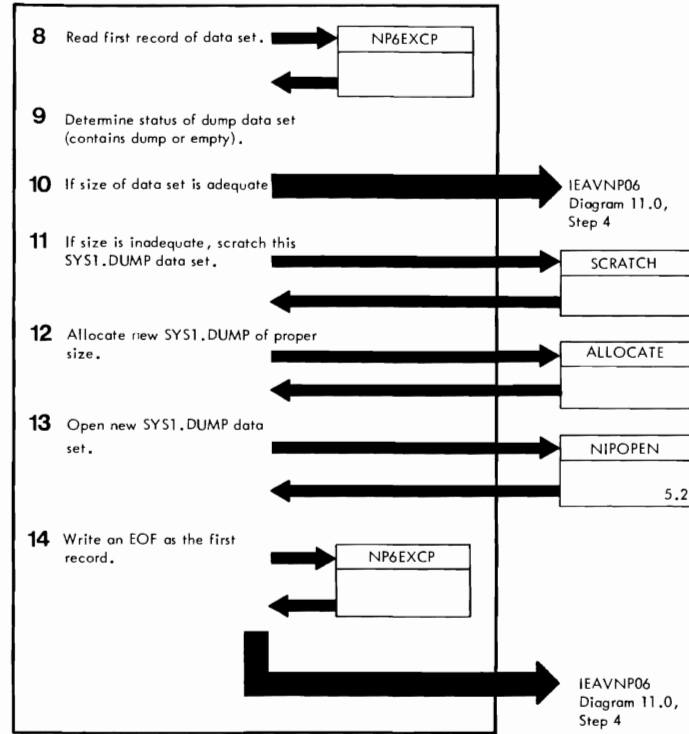 8 Read first record of data set.
NP6EXCP
9 Determine status of dump data set
(contains dump or empty).
10 If size of data set is adequate
IEAVNP06
Diagram 11.0,
Step 4
11 If size is inadequate, scratch this
SYS1.DUMP data set.
SCRATCH
12 Allocate new SYS1.DUMP of proper
size.
ALLOCATE
13 Open new SYS1.DUMP data
set.
NIPOPEN
5.2
14 Write an EOF as the first
record.
NP6EXCP
IEAVNP06
Diagram 11.0,
Step 4